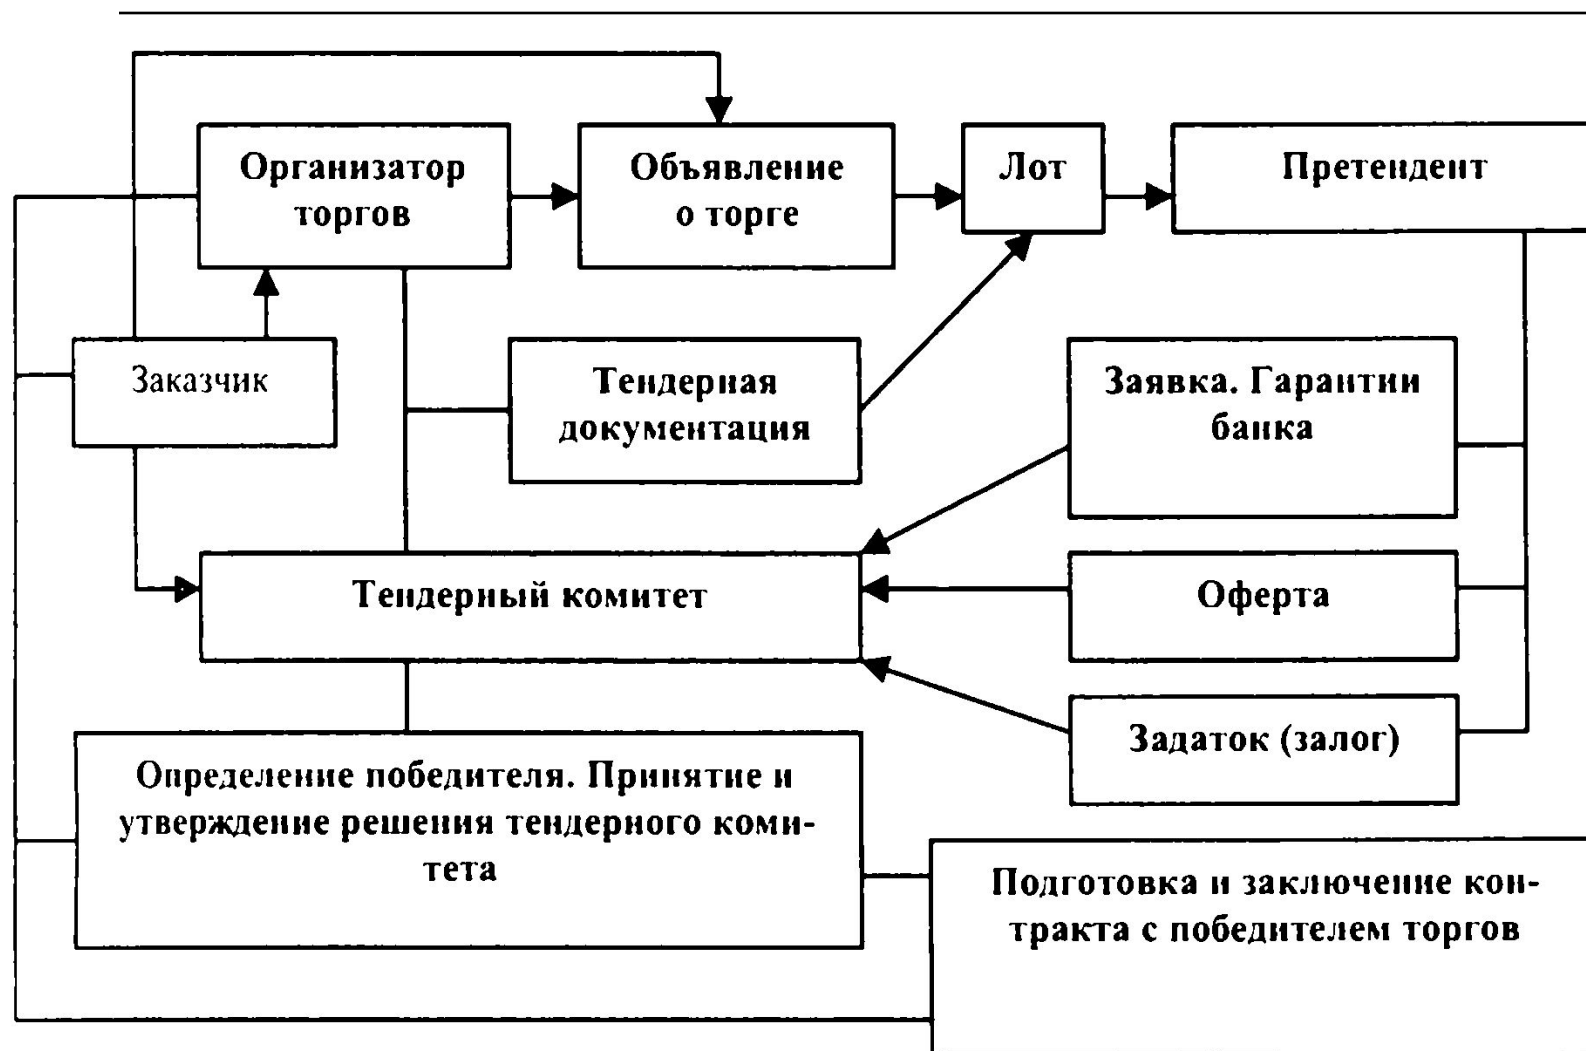 Организатор
торгов
Объявление
о торге
Лот
Претендент
Заказчик
Тендерная
документация
Заявка. Гарантии
банка
Тендерный комитет
Оферта
Задаток (залог)
Определение победителя. Принятие и
утверждение решения тендерного коми-
тета
Подготовка и заключение кон-
тракта с победителем торгов